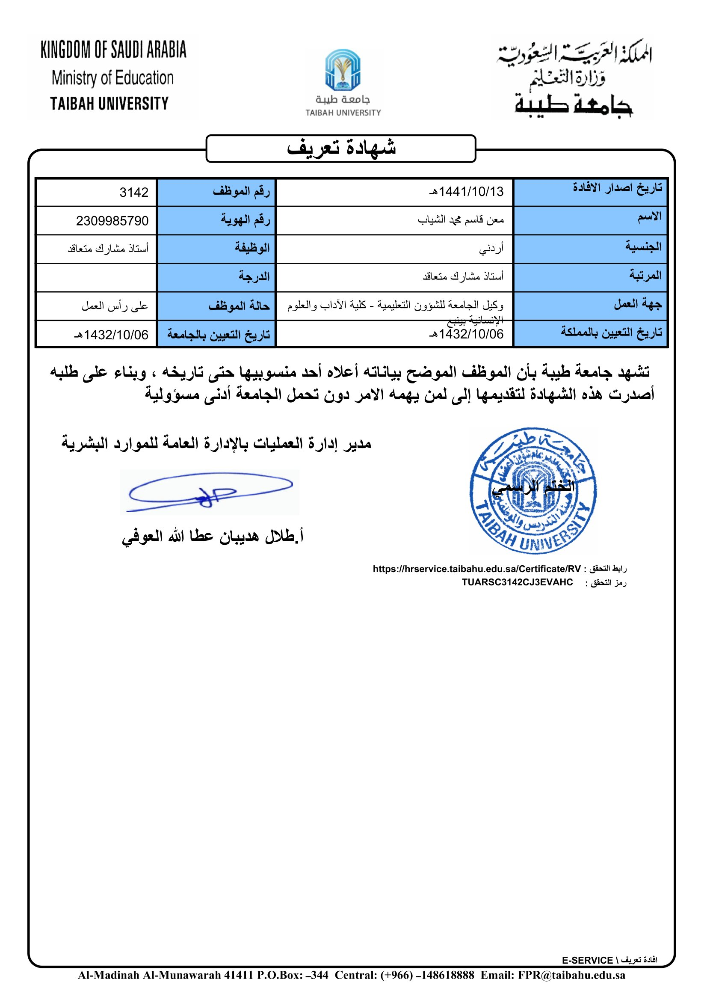 KINGDOM OF SAUDI ARABIA
Ministry of Education
TAIBAH UNIVERSITY
جامعة طيبة
TAIBAH UNIVERSITY
المملكة العربية السعودية
وزارة التعليم
جامعة طيبة
شهادة تعريف
تاريخ اصدار الافادة 1441/10/13هـ رقم الموظف 3142
الاسم معن قاسم محمد الشياب رقم الهوية 2309985790
الجنسية أردني الوظيفة أستاذ مشارك متعاقد
المرتبة أستاذ مشارك متعاقد الدرجة
جهة العمل وكيل الجامعة للشؤون التعليمية - كلية الآداب والعلوم الإنسانية بينبع حالة الموظف على رأس العمل
تاريخ التعيين بالمملكة 1432/10/06هـ تاريخ التعيين بالجامعة 1432/10/06هـ
تشهد جامعة طيبة بأن الموظف الموضح بياناته أعلاه أحد منسوبيها حتى تاريخه ، وبناء على طلبه
أصدرت هذه الشهادة لتقديمها إلى لمن يهمه الامر دون تحمل الجامعة أدنى مسؤولية
مدير إدارة العمليات بالإدارة العامة للموارد البشرية
جامعة طيبة
مكتب مدير عام شؤون أعضاء
هيئة التدريس والموظفين
TAIBAH UNIVERSITY
الختم الرسمي
أ.طلال هديبان عطا الله العوفي
رابط التحقق : https://hrservice.taibahu.edu.sa/Certificate/RV
رمز التحقق : TUARSC3142CJ3EVAHC
افادة تعريف \ E-SERVICE
Al-Madinah Al-Munawarah 41411 P.O.Box: –344 Central: (+966) –148618888 Email: FPR@taibahu.edu.sa